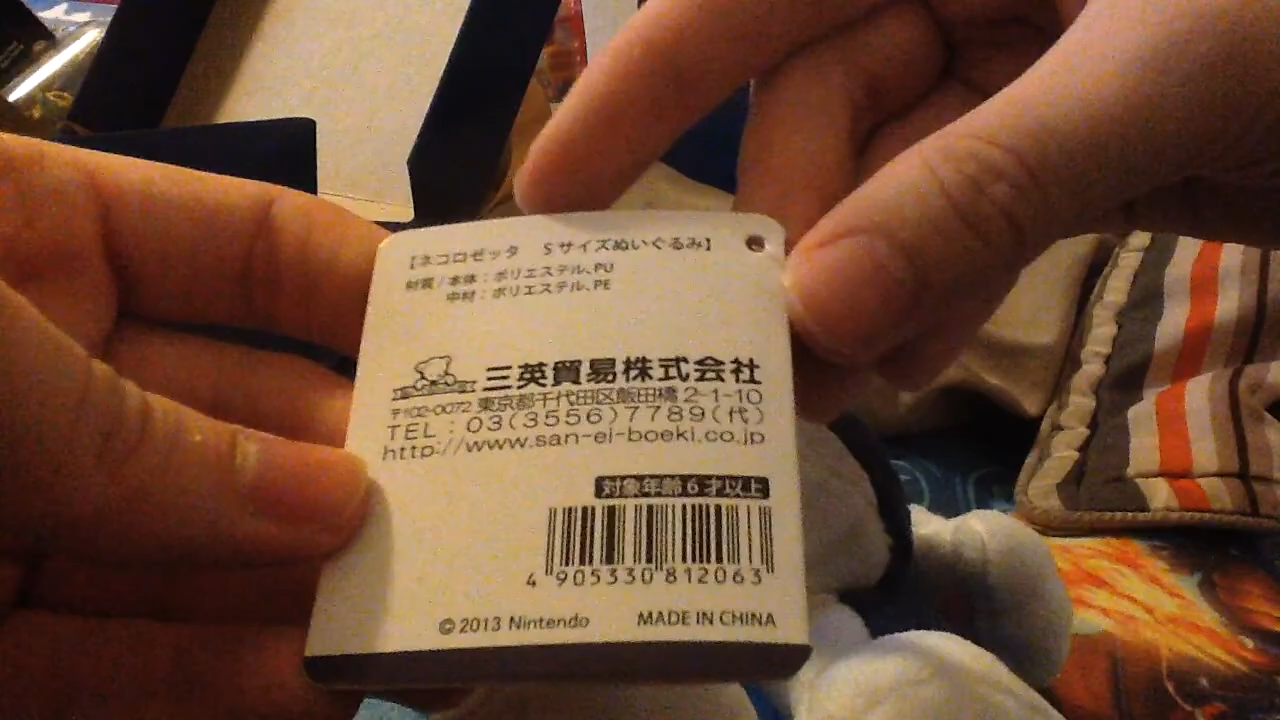 【ネコロゼッタ　Sサイズぬいぐるみ】
材質/本体：ポリエステル、PU
中材：ポリエステル、PE
三英貿易株式会社
〒102-0072 東京都千代田区飯田橋 2-1-10
TEL：03(3556)7789(代)
http://www.san-ei-boeki.co.jp
対象年齢6才以上
4 905330 812063
©2013 Nintendo MADE IN CHINA